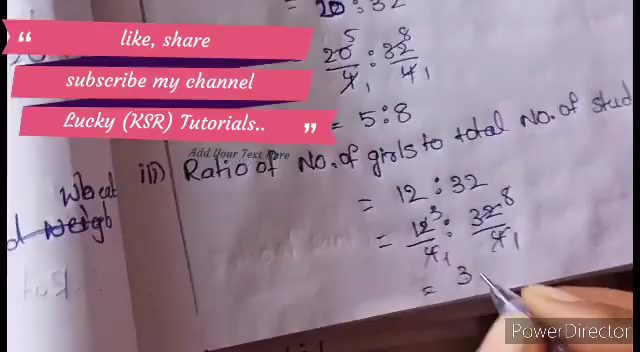 = 20 : 32
like, share
subscribe my channel
Lucky (KSR) Tutorials..
20 5 / 4 1 : 32 8 / 4 1
= 5 : 8
Add Your Text Here
iii) Ratio of No. of girls to total No. of stud
= 12 : 32
= 12 3 / 4 1 : 32 8 / 4 1
= 3
PowerDirector